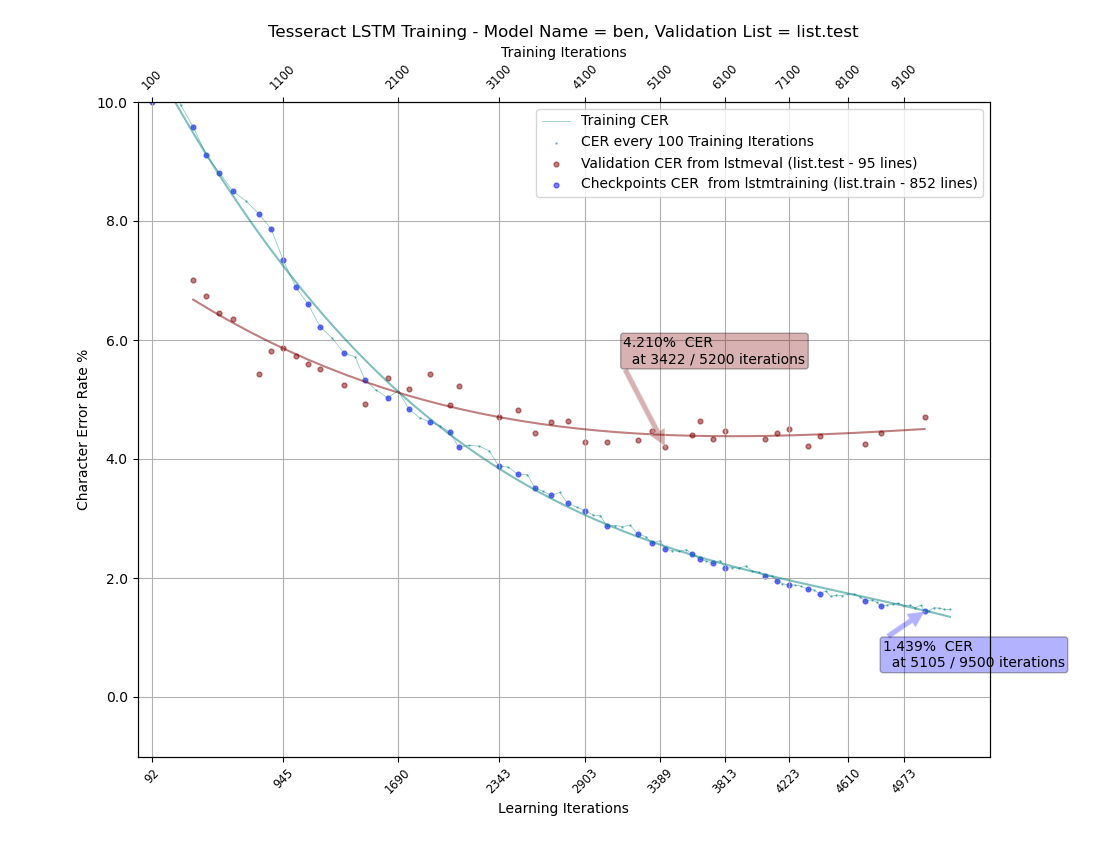 Tesseract LSTM Training - Model Name = ben, Validation List = list.test
Training Iterations
100 1100 2100 3100 4100 5100 6100 7100 8100 9100
10.0
Training CER
CER every 100 Training Iterations
Validation CER from lstmeval (list.test - 95 lines)
Checkpoints CER  from lstmtraining (list.train - 852 lines)
8.0
6.0
4.210%  CER
at 3422 / 5200 iterations
Character Error Rate %
4.0
2.0
1.439%  CER
at 5105 / 9500 iterations
0.0
92 945 1690 2343 2903 3389 3813 4223 4610 4973
Learning Iterations